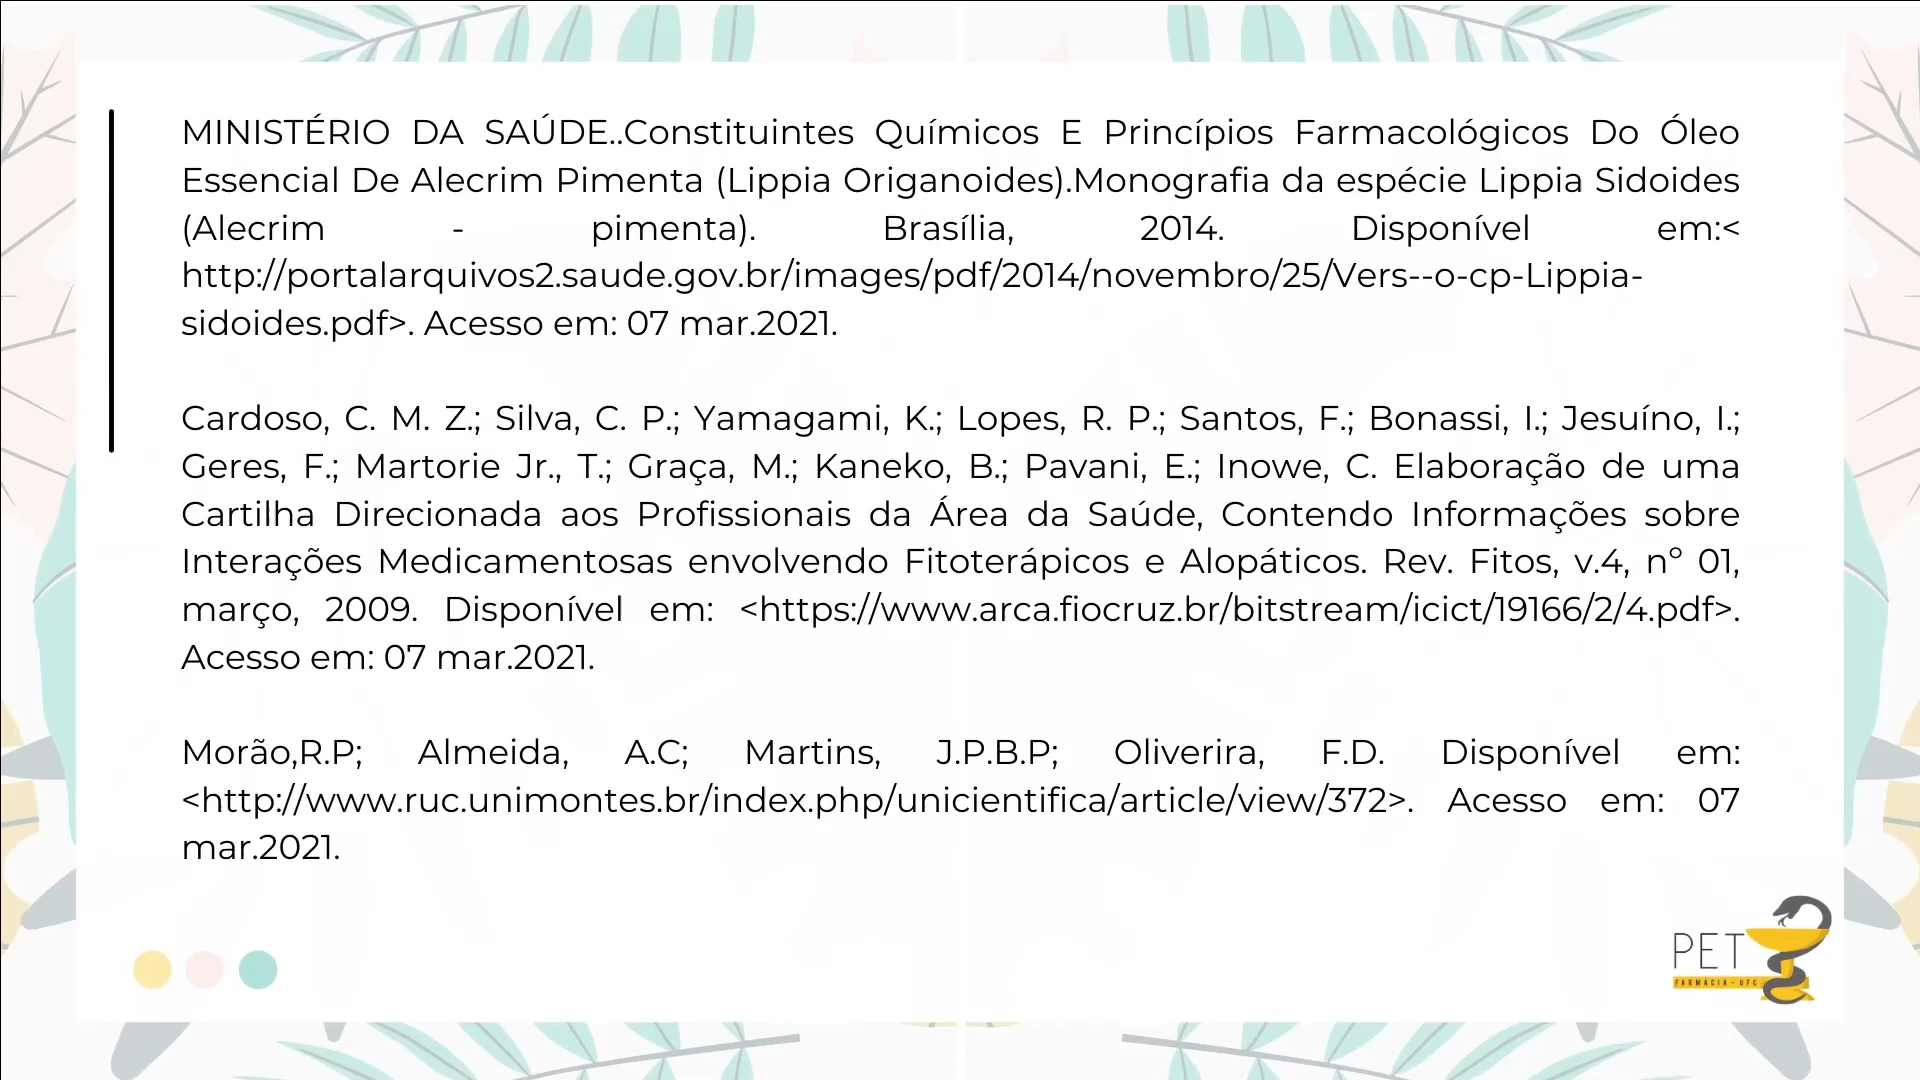 MINISTÉRIO DA SAÚDE..Constituintes Químicos E Princípios Farmacológicos Do Óleo
Essencial De Alecrim Pimenta (Lippia Origanoides).Monografia da espécie Lippia Sidoides
(Alecrim - pimenta). Brasília, 2014. Disponível em:<
http://portalarquivos2.saude.gov.br/images/pdf/2014/novembro/25/Vers--o-cp-Lippia-
sidoides.pdf>. Acesso em: 07 mar.2021.
Cardoso, C. M. Z.; Silva, C. P.; Yamagami, K.; Lopes, R. P.; Santos, F.; Bonassi, I.; Jesuíno, I.;
Geres, F.; Martorie Jr., T.; Graça, M.; Kaneko, B.; Pavani, E.; Inowe, C. Elaboração de uma
Cartilha Direcionada aos Profissionais da Área da Saúde, Contendo Informações sobre
Interações Medicamentosas envolvendo Fitoterápicos e Alopáticos. Rev. Fitos, v.4, nº 01,
março, 2009. Disponível em: <https://www.arca.fiocruz.br/bitstream/icict/19166/2/4.pdf>.
Acesso em: 07 mar.2021.
Morão,R.P; Almeida, A.C; Martins, J.P.B.P; Oliverira, F.D. Disponível em:
<http://www.ruc.unimontes.br/index.php/unicientifica/article/view/372>. Acesso em: 07
mar.2021.
PET
FARMÁCIA - UFC